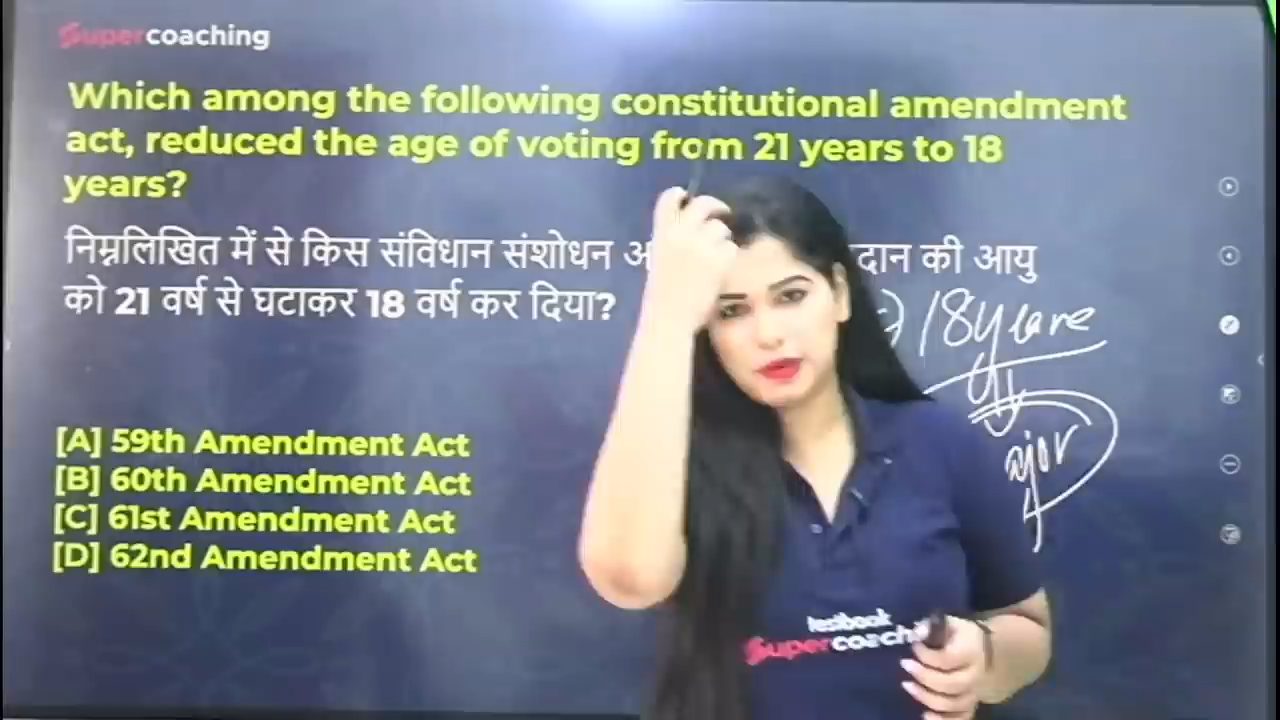 Supercoaching
Which among the following constitutional amendment
act, reduced the age of voting from 21 years to 18
years?
निम्नलिखित में से किस संविधान संशोधन अ दान की आयु
को 21 वर्ष से घटाकर 18 वर्ष कर दिया?
18 years
ajor
[A] 59th Amendment Act
[B] 60th Amendment Act
[C] 61st Amendment Act
[D] 62nd Amendment Act
testbook
Supercoachi